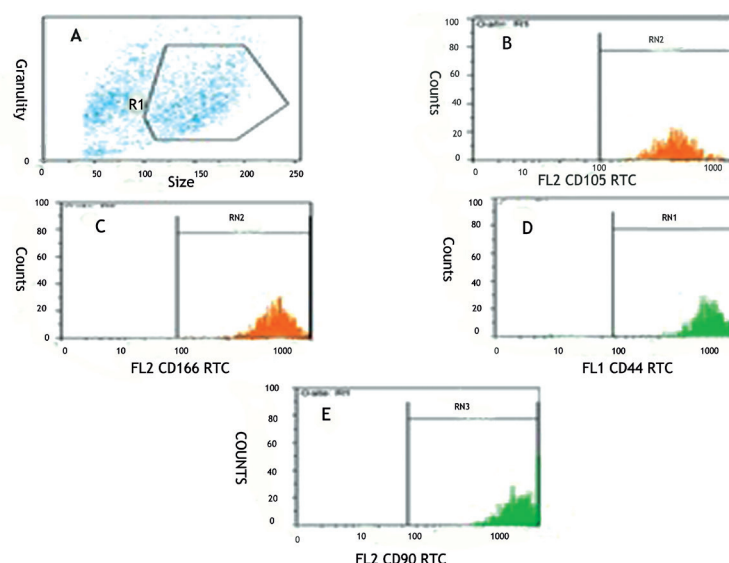 A
Granulity
R1
0
0 50 100 150 200 250
Size
B
RN2
Counts
100
80
60
40
20
0
0 10 100 1000
FL2 CD105 RTC
C
RN2
Counts
100
80
60
40
20
0
0 10 100 1000
FL2 CD166 RTC
D
RN1
Counts
100
80
60
40
20
0
0 10 100 1000
FL1 CD44 RTC
E
RN3
COUNTS
100
80
60
40
20
0
0 10 100 1000
FL2 CD90 RTC